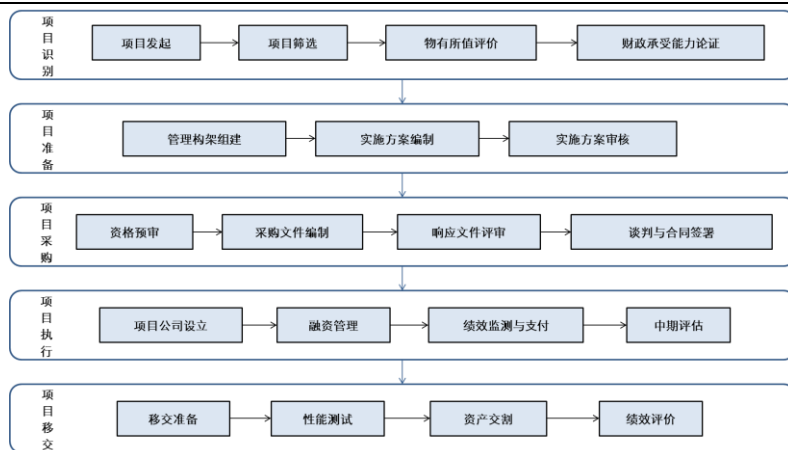 项目识别
项目发起
项目筛选
物有所值评价
财政承受能力论证
项目准备
管理构架组建
实施方案编制
实施方案审核
项目采购
资格预审
采购文件编制
响应文件评审
谈判与合同签署
项目执行
项目公司设立
融资管理
绩效监测与支付
中期评估
项目移交
移交准备
性能测试
资产交割
绩效评价